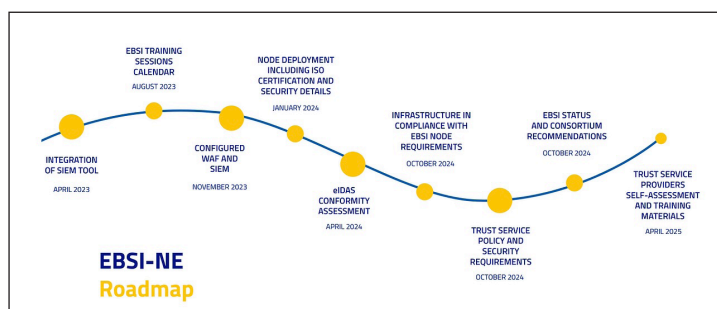 INTEGRATION
OF SIEM TOOL
APRIL 2023
EBSI TRAINING
SESSIONS
CALENDAR
AUGUST 2023
CONFIGURED
WAF AND
SIEM
NOVEMBER 2023
NODE DEPLOYMENT
INCLUDING ISO
CERTIFICATION AND
SECURITY DETAILS
JANUARY 2024
eIDAS
CONFORMITY
ASSESSMENT
APRIL 2024
INFRASTRUCTURE IN
COMPLIANCE WITH
EBSI NODE
REQUIREMENTS
OCTOBER 2024
TRUST SERVICE
POLICY AND
SECURITY
REQUIREMENTS
OCTOBER 2024
EBSI STATUS
AND CONSORTIUM
RECOMMENDATIONS
OCTOBER 2024
TRUST SERVICE
PROVIDERS
SELF-ASSESSMENT
AND TRAINING
MATERIALS
APRIL 2025
EBSI-NE
Roadmap